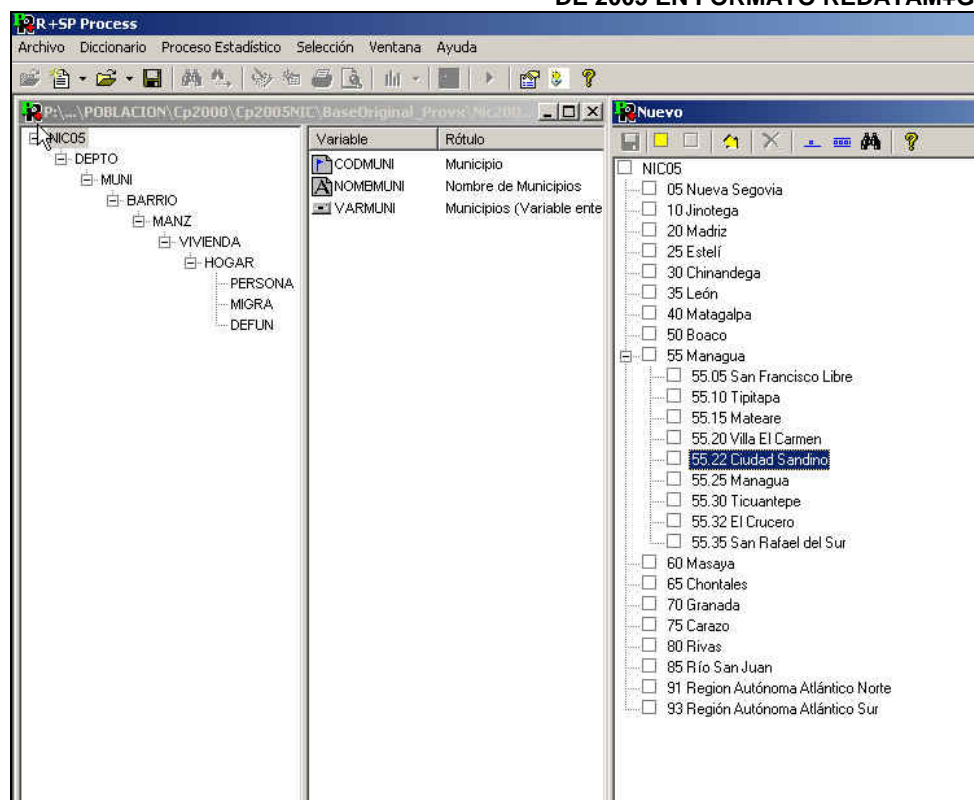 DE 2005 EN FORMATO REDATAM+G
R+SP Process
Archivo Diccionario Proceso Estadístico Selección Ventana Ayuda
P:\...\POBLACION\Cp2000\Cp2005NIC\BaseOriginal_
NIC05
DEPTO
MUNI
BARRIO
MANZ
VIVIENDA
HOGAR
PERSONA
MIGRA
DEFUN
Variable Rótulo
CODMUNI Municipio
NOMBMUNI Nombre de Municipios
VARMUNI Municipios (Variable ente
Nuevo
NIC05
05 Nueva Segovia
10 Jinotega
20 Madriz
25 Estelí
30 Chinandega
35 León
40 Matagalpa
50 Boaco
55 Managua
55.05 San Francisco Libre
55.10 Tipitapa
55.15 Mateare
55.20 Villa El Carmen
55.22 Ciudad Sandino
55.25 Managua
55.30 Ticuantepe
55.32 El Crucero
55.35 San Rafael del Sur
60 Masaya
65 Chontales
70 Granada
75 Carazo
80 Rivas
85 Río San Juan
91 Region Autónoma Atlántico Norte
93 Región Autónoma Atlántico Sur